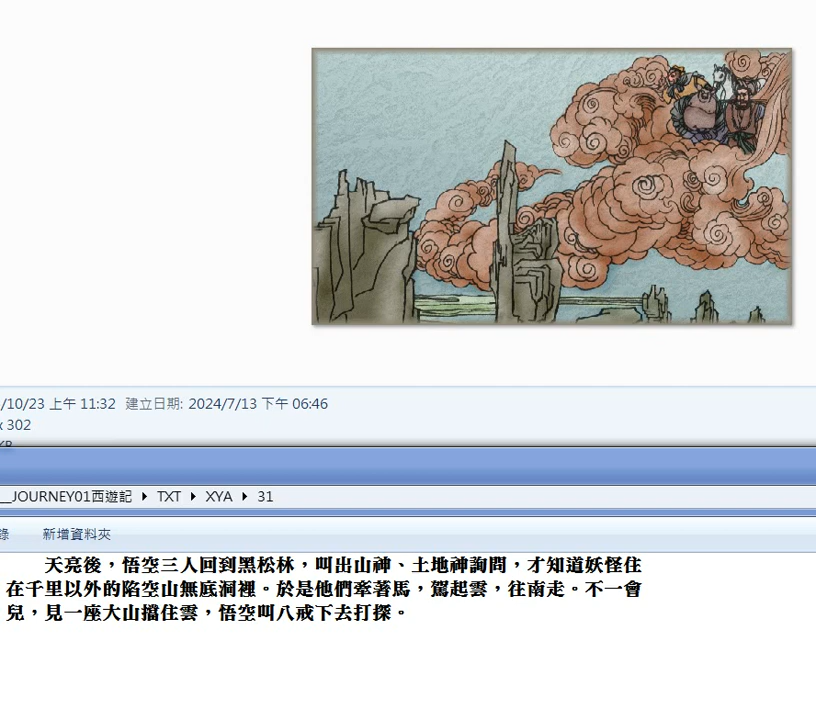 /10/23 上午 11:32 建立日期: 2024/7/13 下午 06:46
x 302
KB
__JOURNEY01西遊記 ▸ TXT ▸ XYA ▸ 31
錄 新增資料夾
天亮後，悟空三人回到黑松林，叫出山神、土地神詢問，才知道妖怪住
在千里以外的陷空山無底洞裡。於是他們牽著馬，駕起雲，往南走。不一會
兒，見一座大山擋住雲，悟空叫八戒下去打探。